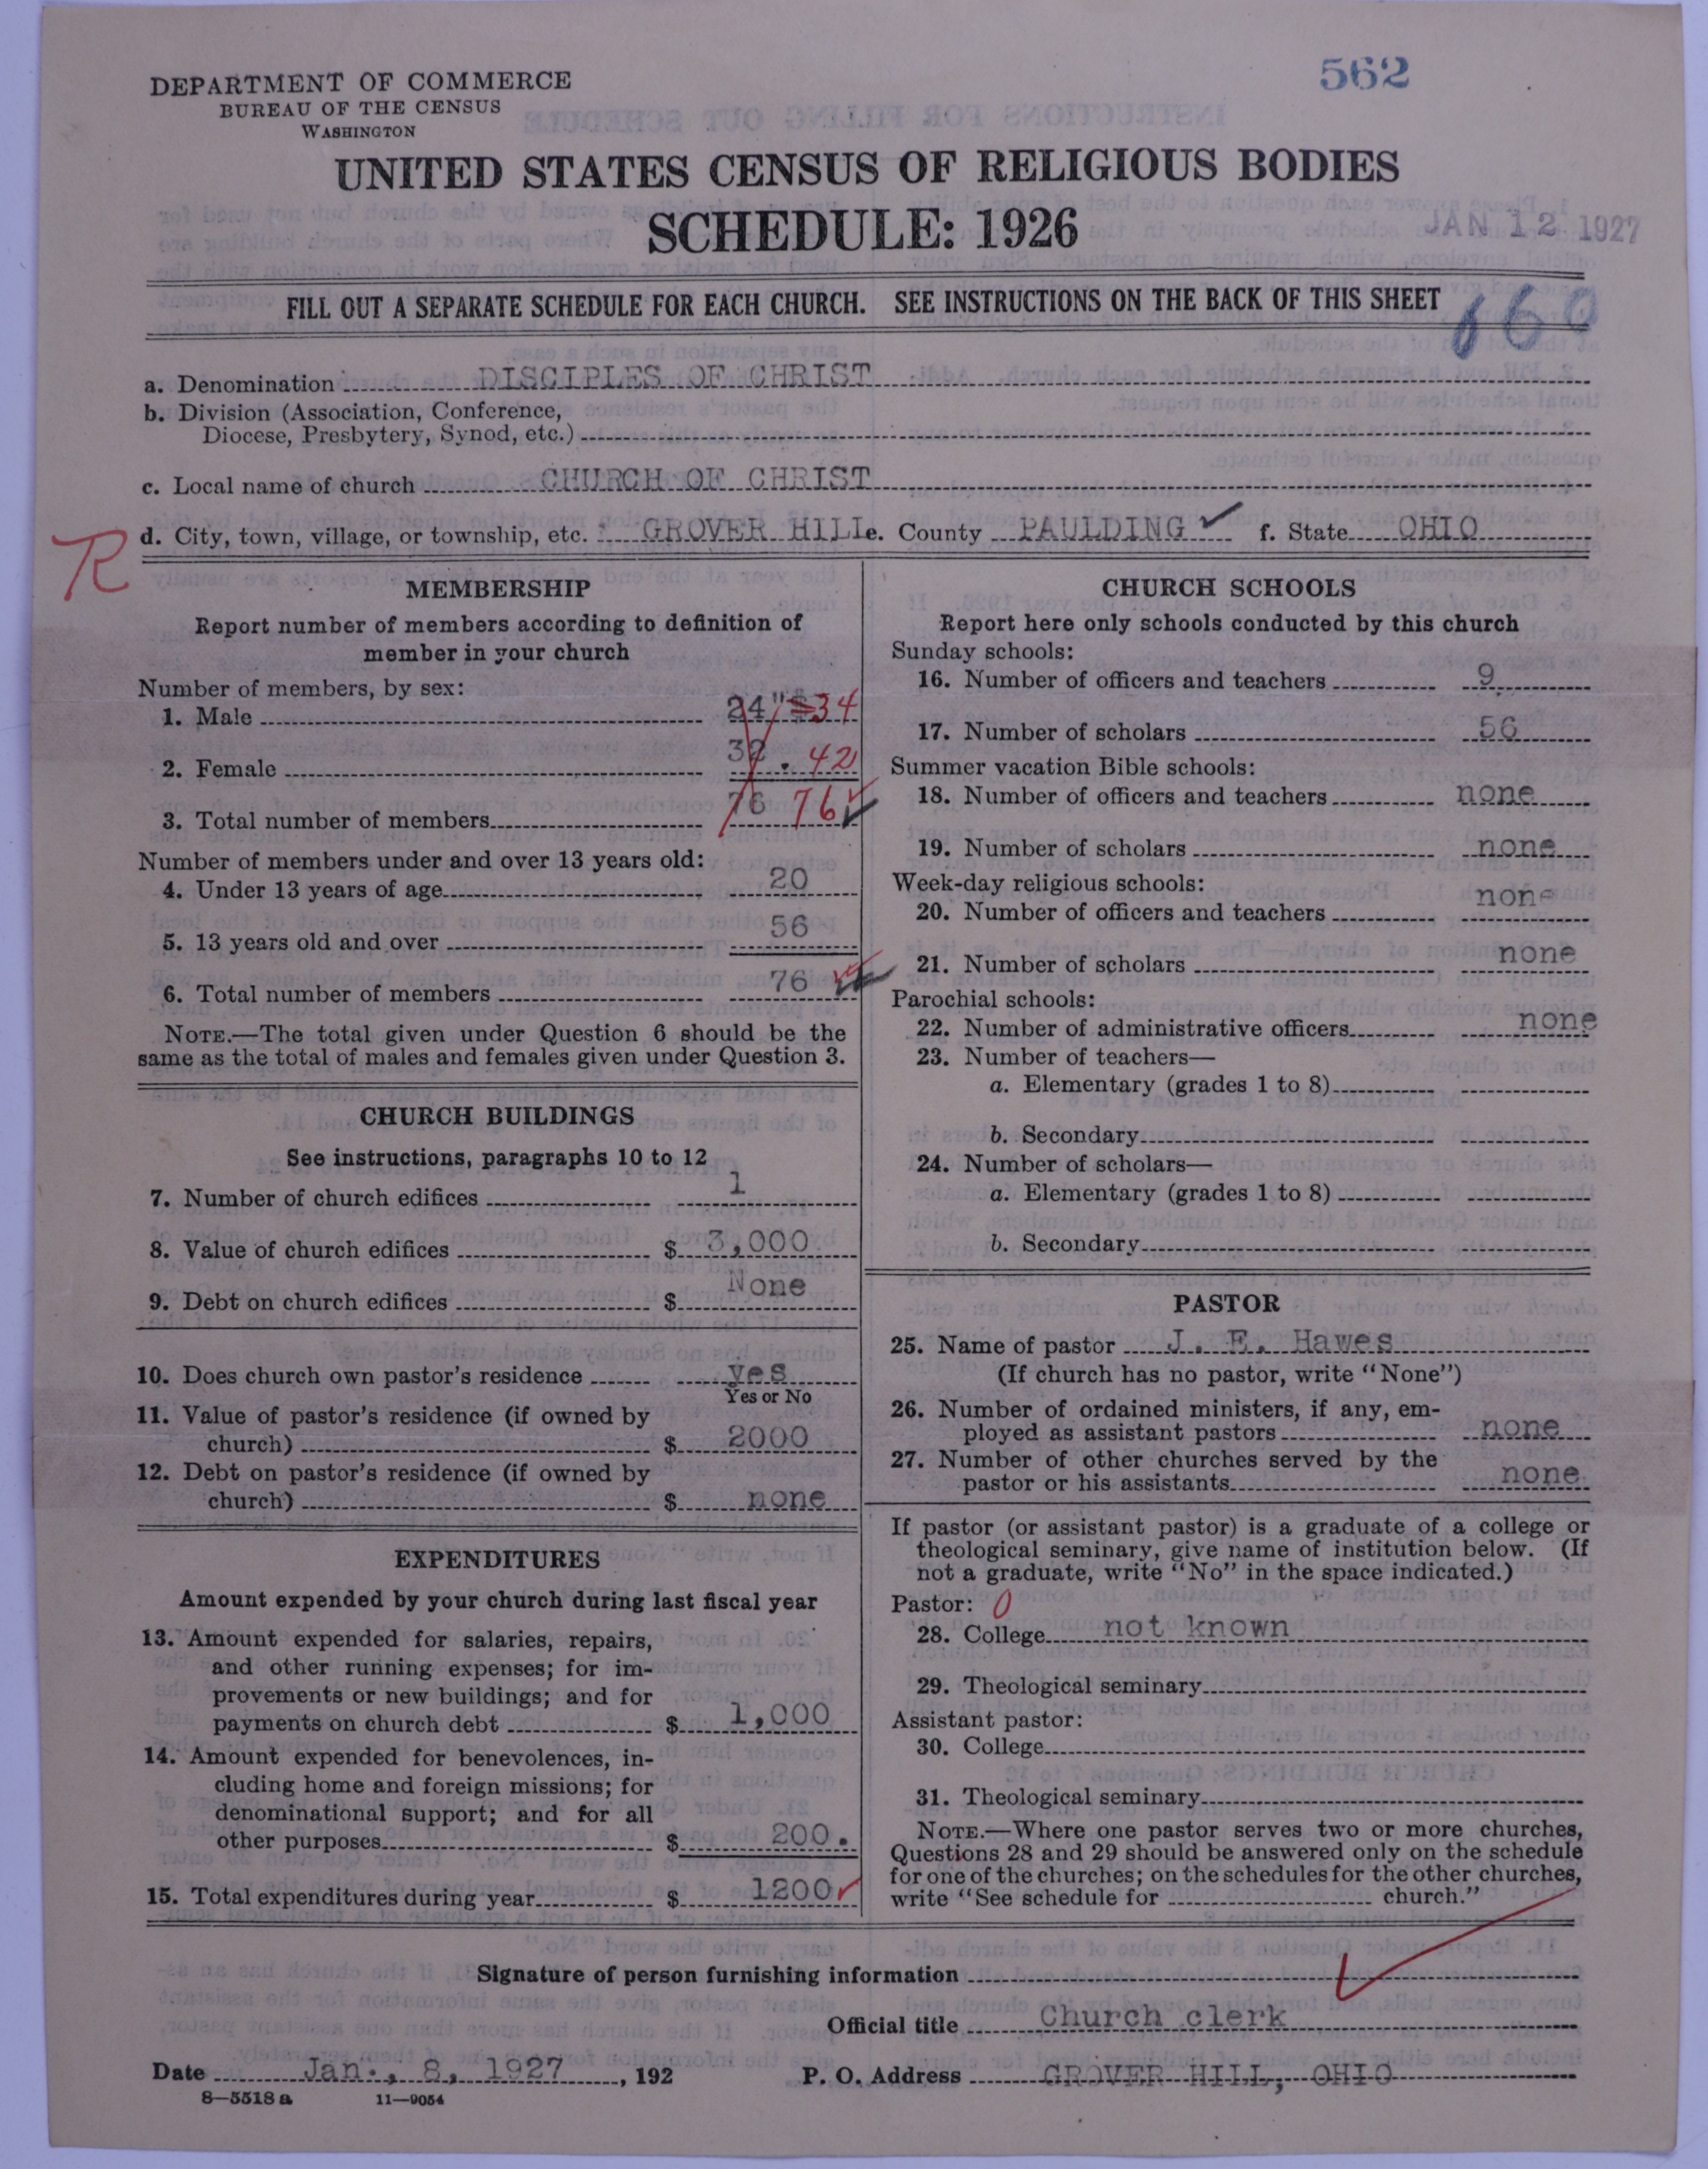 562
DEPARTMENT OF COMMERCE
BUREAU OF THE CENSUS
WASHINGTON
UNITED STATES CENSUS OF RELIGIOUS BODIES
SCHEDULE: 1926
JAN 12 1927
FILL OUT A SEPARATE SCHEDULE FOR EACH CHURCH. SEE INSTRUCTIONS ON THE BACK OF THIS SHEET
160
a. Denomination DISCIPLES OF CHRIST
b. Division (Association, Conference,
Diocese, Presbytery, Synod, etc.)
c. Local name of church CHURCH OF CHRIST
R d. City, town, village, or township, etc. GROVER HILL e. County PAULDING ✓ f. State OHIO
MEMBERSHIP
Report number of members according to definition of
member in your church
Number of members, by sex:
1. Male 24 34
2. Female 32 42
3. Total number of members 76 76 ✓
Number of members under and over 13 years old:
4. Under 13 years of age 20
5. 13 years old and over 56
6. Total number of members 76 ✓
NOTE.—The total given under Question 6 should be the
same as the total of males and females given under Question 3.
CHURCH BUILDINGS
See instructions, paragraphs 10 to 12
7. Number of church edifices 1
8. Value of church edifices $ 3,000
9. Debt on church edifices $ None
10. Does church own pastor's residence yes
Yes or No
11. Value of pastor's residence (if owned by
church) $ 2000
12. Debt on pastor's residence (if owned by
church) $ none
EXPENDITURES
Amount expended by your church during last fiscal year
13. Amount expended for salaries, repairs,
and other running expenses; for im-
provements or new buildings; and for
payments on church debt $ 1,000
14. Amount expended for benevolences, in-
cluding home and foreign missions; for
denominational support; and for all
other purposes $ 200.
15. Total expenditures during year $ 1200 ✓
CHURCH SCHOOLS
Report here only schools conducted by this church
Sunday schools:
16. Number of officers and teachers 9
17. Number of scholars 56
Summer vacation Bible schools:
18. Number of officers and teachers none
19. Number of scholars none
Week-day religious schools:
20. Number of officers and teachers none
21. Number of scholars none
Parochial schools:
22. Number of administrative officers none
23. Number of teachers—
a. Elementary (grades 1 to 8)
b. Secondary
24. Number of scholars—
a. Elementary (grades 1 to 8)
b. Secondary
PASTOR
25. Name of pastor J. E. Hawes
(If church has no pastor, write "None")
26. Number of ordained ministers, if any, em-
ployed as assistant pastors none
27. Number of other churches served by the
pastor or his assistants none
If pastor (or assistant pastor) is a graduate of a college or
theological seminary, give name of institution below. (If
not a graduate, write "No" in the space indicated.)
Pastor: 0
28. College not known
29. Theological seminary
Assistant pastor:
30. College
31. Theological seminary
NOTE.—Where one pastor serves two or more churches,
Questions 28 and 29 should be answered only on the schedule
for one of the churches; on the schedules for the other churches,
write "See schedule for church."
Signature of person furnishing information
Official title Church clerk
Date Jan., 8, 1927, 192 P. O. Address GROVER HILL, OHIO
8—5518 a 11—9054